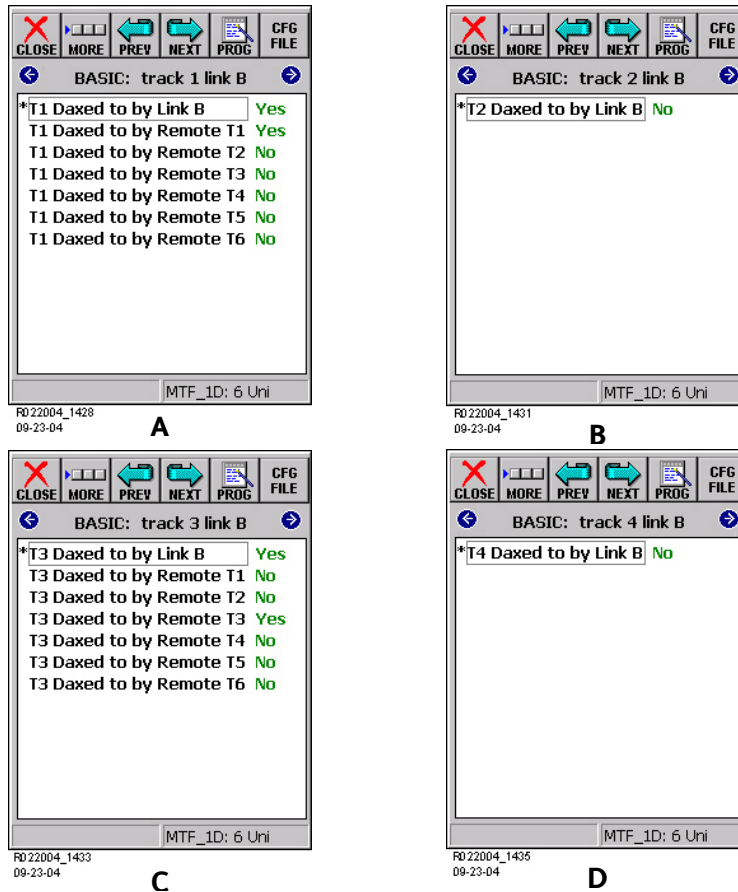 CLOSE MORE PREV NEXT PROG CFG FILE
BASIC: track 1 link B
*T1 Daxed to by Link B Yes
T1 Daxed to by Remote T1 Yes
T1 Daxed to by Remote T2 No
T1 Daxed to by Remote T3 No
T1 Daxed to by Remote T4 No
T1 Daxed to by Remote T5 No
T1 Daxed to by Remote T6 No
MTF_1D: 6 Uni
R022004_1428
09-23-04
A
CLOSE MORE PREV NEXT PROG CFG FILE
BASIC: track 2 link B
*T2 Daxed to by Link B No
MTF_1D: 6 Uni
R022004_1431
09-23-04
B
CLOSE MORE PREV NEXT PROG CFG FILE
BASIC: track 3 link B
*T3 Daxed to by Link B Yes
T3 Daxed to by Remote T1 No
T3 Daxed to by Remote T2 No
T3 Daxed to by Remote T3 Yes
T3 Daxed to by Remote T4 No
T3 Daxed to by Remote T5 No
T3 Daxed to by Remote T6 No
MTF_1D: 6 Uni
R022004_1433
09-23-04
C
CLOSE MORE PREV NEXT PROG CFG FILE
BASIC: track 4 link B
*T4 Daxed to by Link B No
MTF_1D: 6 Uni
R022004_1435
09-23-04
D